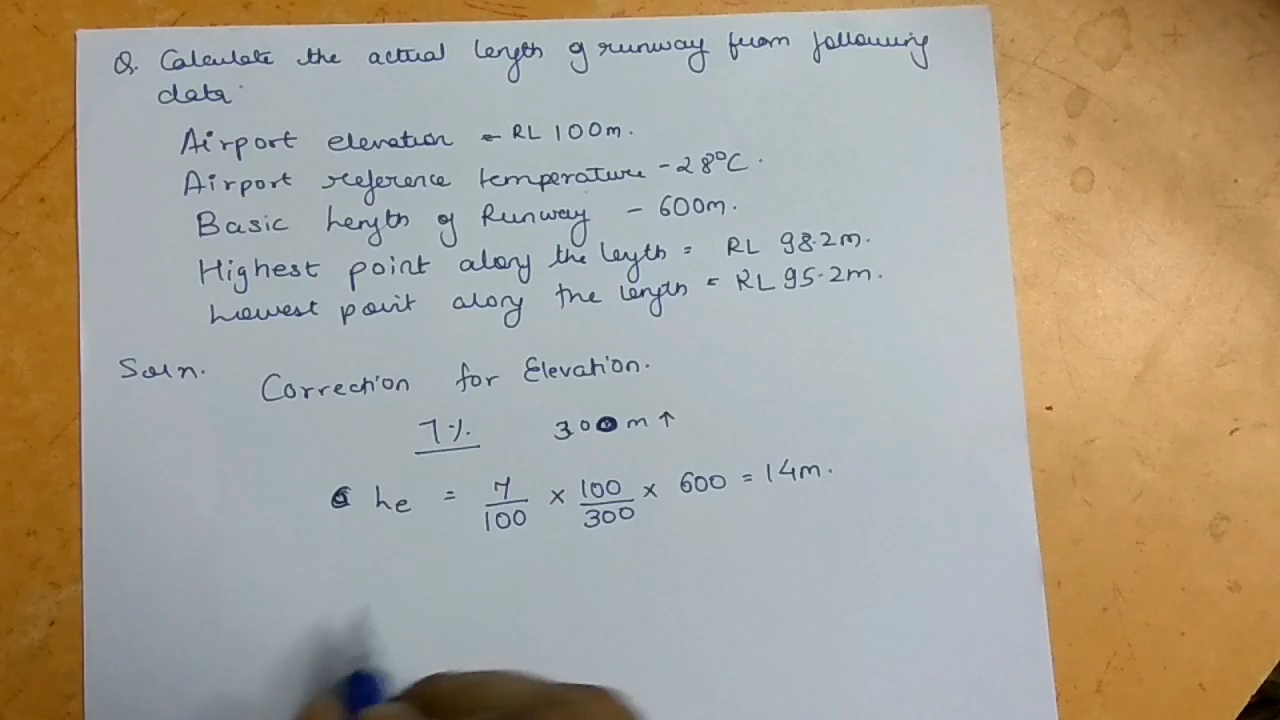 Q. Calculate the actual length of runway from following
data.
Airport elevation = RL 100m.
Airport reference temperature - 28°C.
Basic Length of Runway - 600m.
Highest point along the length = RL 98.2m.
Lowest point along the length = RL 95.2m.
Soln. Correction for Elevation.
7% 300m ↑
he = 7/100 × 100/300 × 600 = 14m.